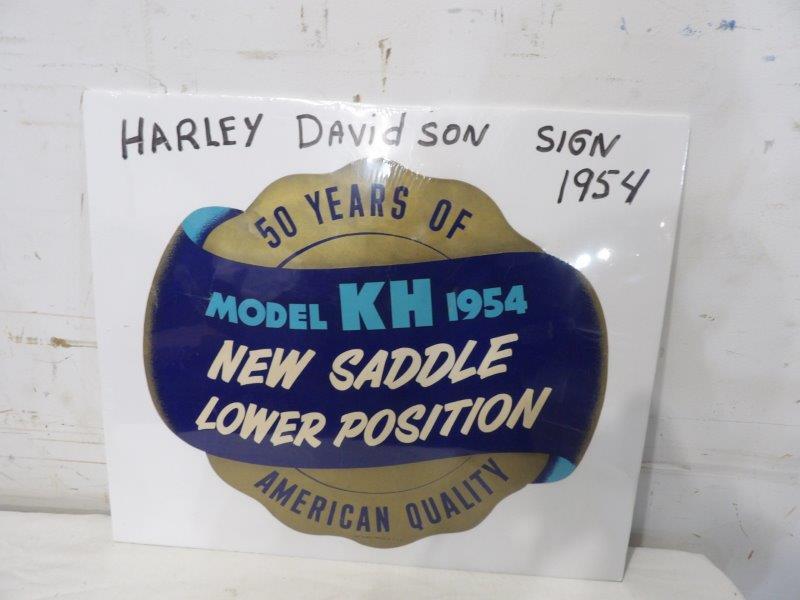 HARLEY DAVIDSON SIGN
1954
50 YEARS OF
MODEL KH 1954
NEW SADDLE
LOWER POSITION
AMERICAN QUALITY